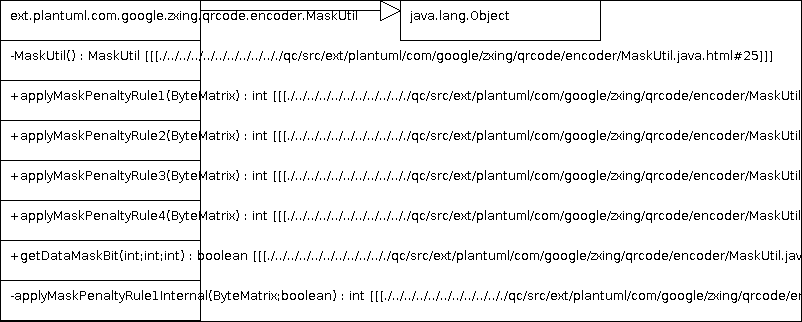 ext.plantuml.com.google.zxing.qrcode.encoder.MaskUtil
java.lang.Object
-MaskUtil() : MaskUtil [[[./../../../../../../../../../../qc/src/ext/plantuml/com/google/zxing/qrcode/encoder/MaskUtil.java.html#25]]]
+applyMaskPenaltyRule1(ByteMatrix) : int [[[./../../../../../../../../../../qc/src/ext/plantuml/com/google/zxing/qrcode/encoder/MaskUtil
+applyMaskPenaltyRule2(ByteMatrix) : int [[[./../../../../../../../../../../qc/src/ext/plantuml/com/google/zxing/qrcode/encoder/MaskUtil
+applyMaskPenaltyRule3(ByteMatrix) : int [[[./../../../../../../../../../../qc/src/ext/plantuml/com/google/zxing/qrcode/encoder/MaskUtil
+applyMaskPenaltyRule4(ByteMatrix) : int [[[./../../../../../../../../../../qc/src/ext/plantuml/com/google/zxing/qrcode/encoder/MaskUtil
+getDataMaskBit(int;int;int) : boolean [[[./../../../../../../../../../../qc/src/ext/plantuml/com/google/zxing/qrcode/encoder/MaskUtil.jav
-applyMaskPenaltyRule1Internal(ByteMatrix;boolean) : int [[[./../../../../../../../../../../qc/src/ext/plantuml/com/google/zxing/qrcode/en